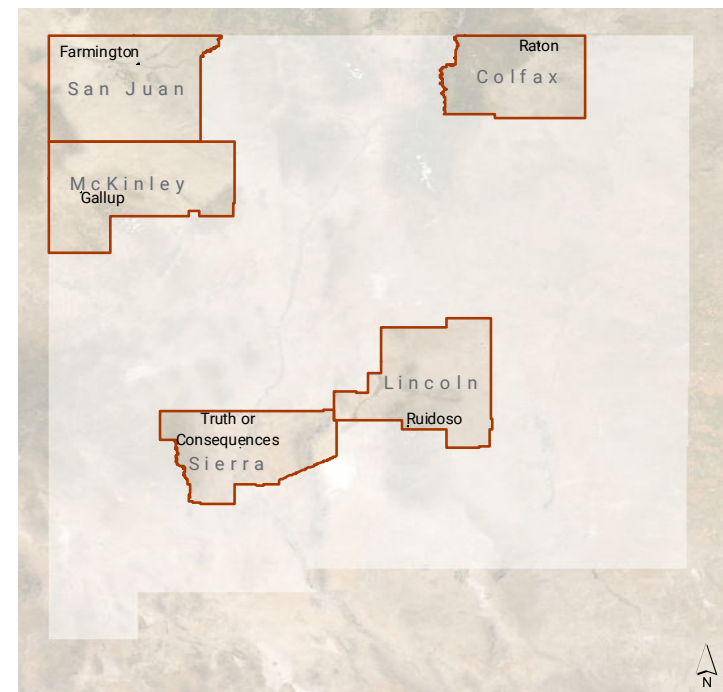 Farmington
San Juan
Raton
Colfax
McKinley
Gallup
Lincoln
Truth or
Consequences
Ruidoso
Sierra
N